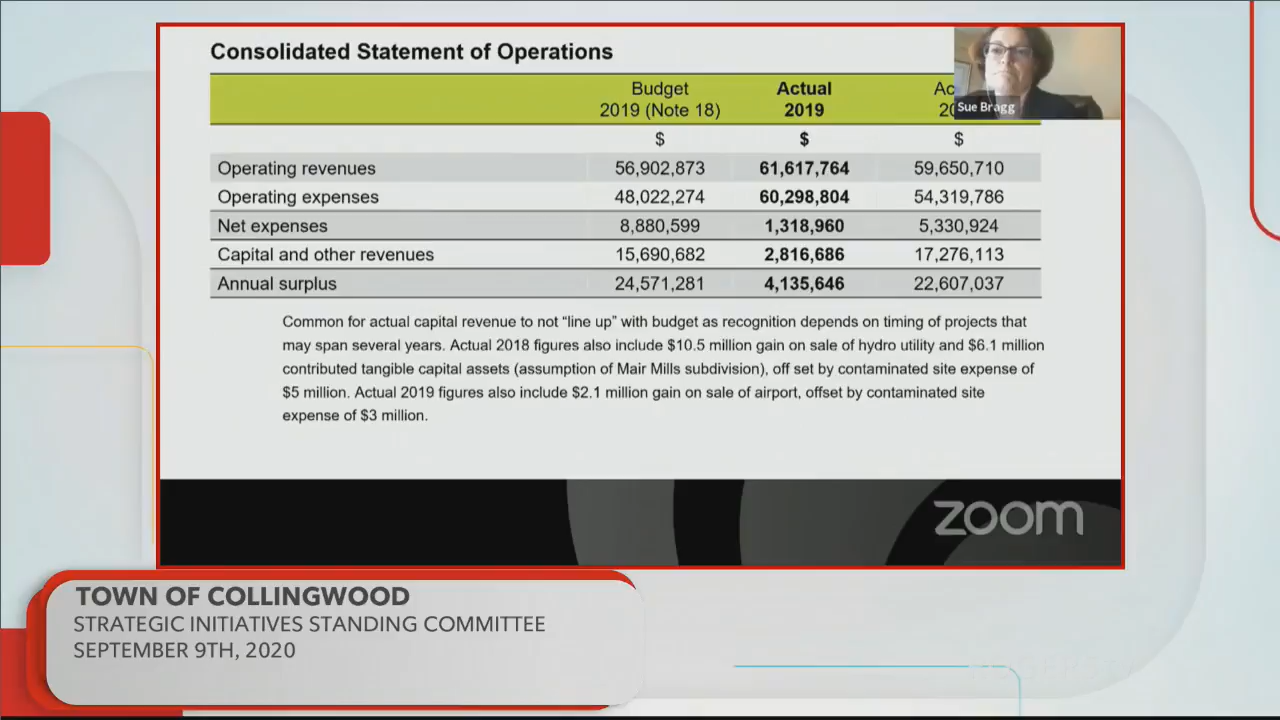 Consolidated Statement of Operations
Budget Actual
2019 (Note 18) 2019
Sue Bragg
$ $ $
Operating revenues 56,902,873 61,617,764 59,650,710
Operating expenses 48,022,274 60,298,804 54,319,786
Net expenses 8,880,599 1,318,960 5,330,924
Capital and other revenues 15,690,682 2,816,686 17,276,113
Annual surplus 24,571,281 4,135,646 22,607,037
Common for actual capital revenue to not “line up” with budget as recognition depends on timing of projects that
may span several years. Actual 2018 figures also include $10.5 million gain on sale of hydro utility and $6.1 million
contributed tangible capital assets (assumption of Mair Mills subdivision), off set by contaminated site expense of
$5 million. Actual 2019 figures also include $2.1 million gain on sale of airport, offset by contaminated site
expense of $3 million.
zoom
TOWN OF COLLINGWOOD
STRATEGIC INITIATIVES STANDING COMMITTEE
SEPTEMBER 9TH, 2020